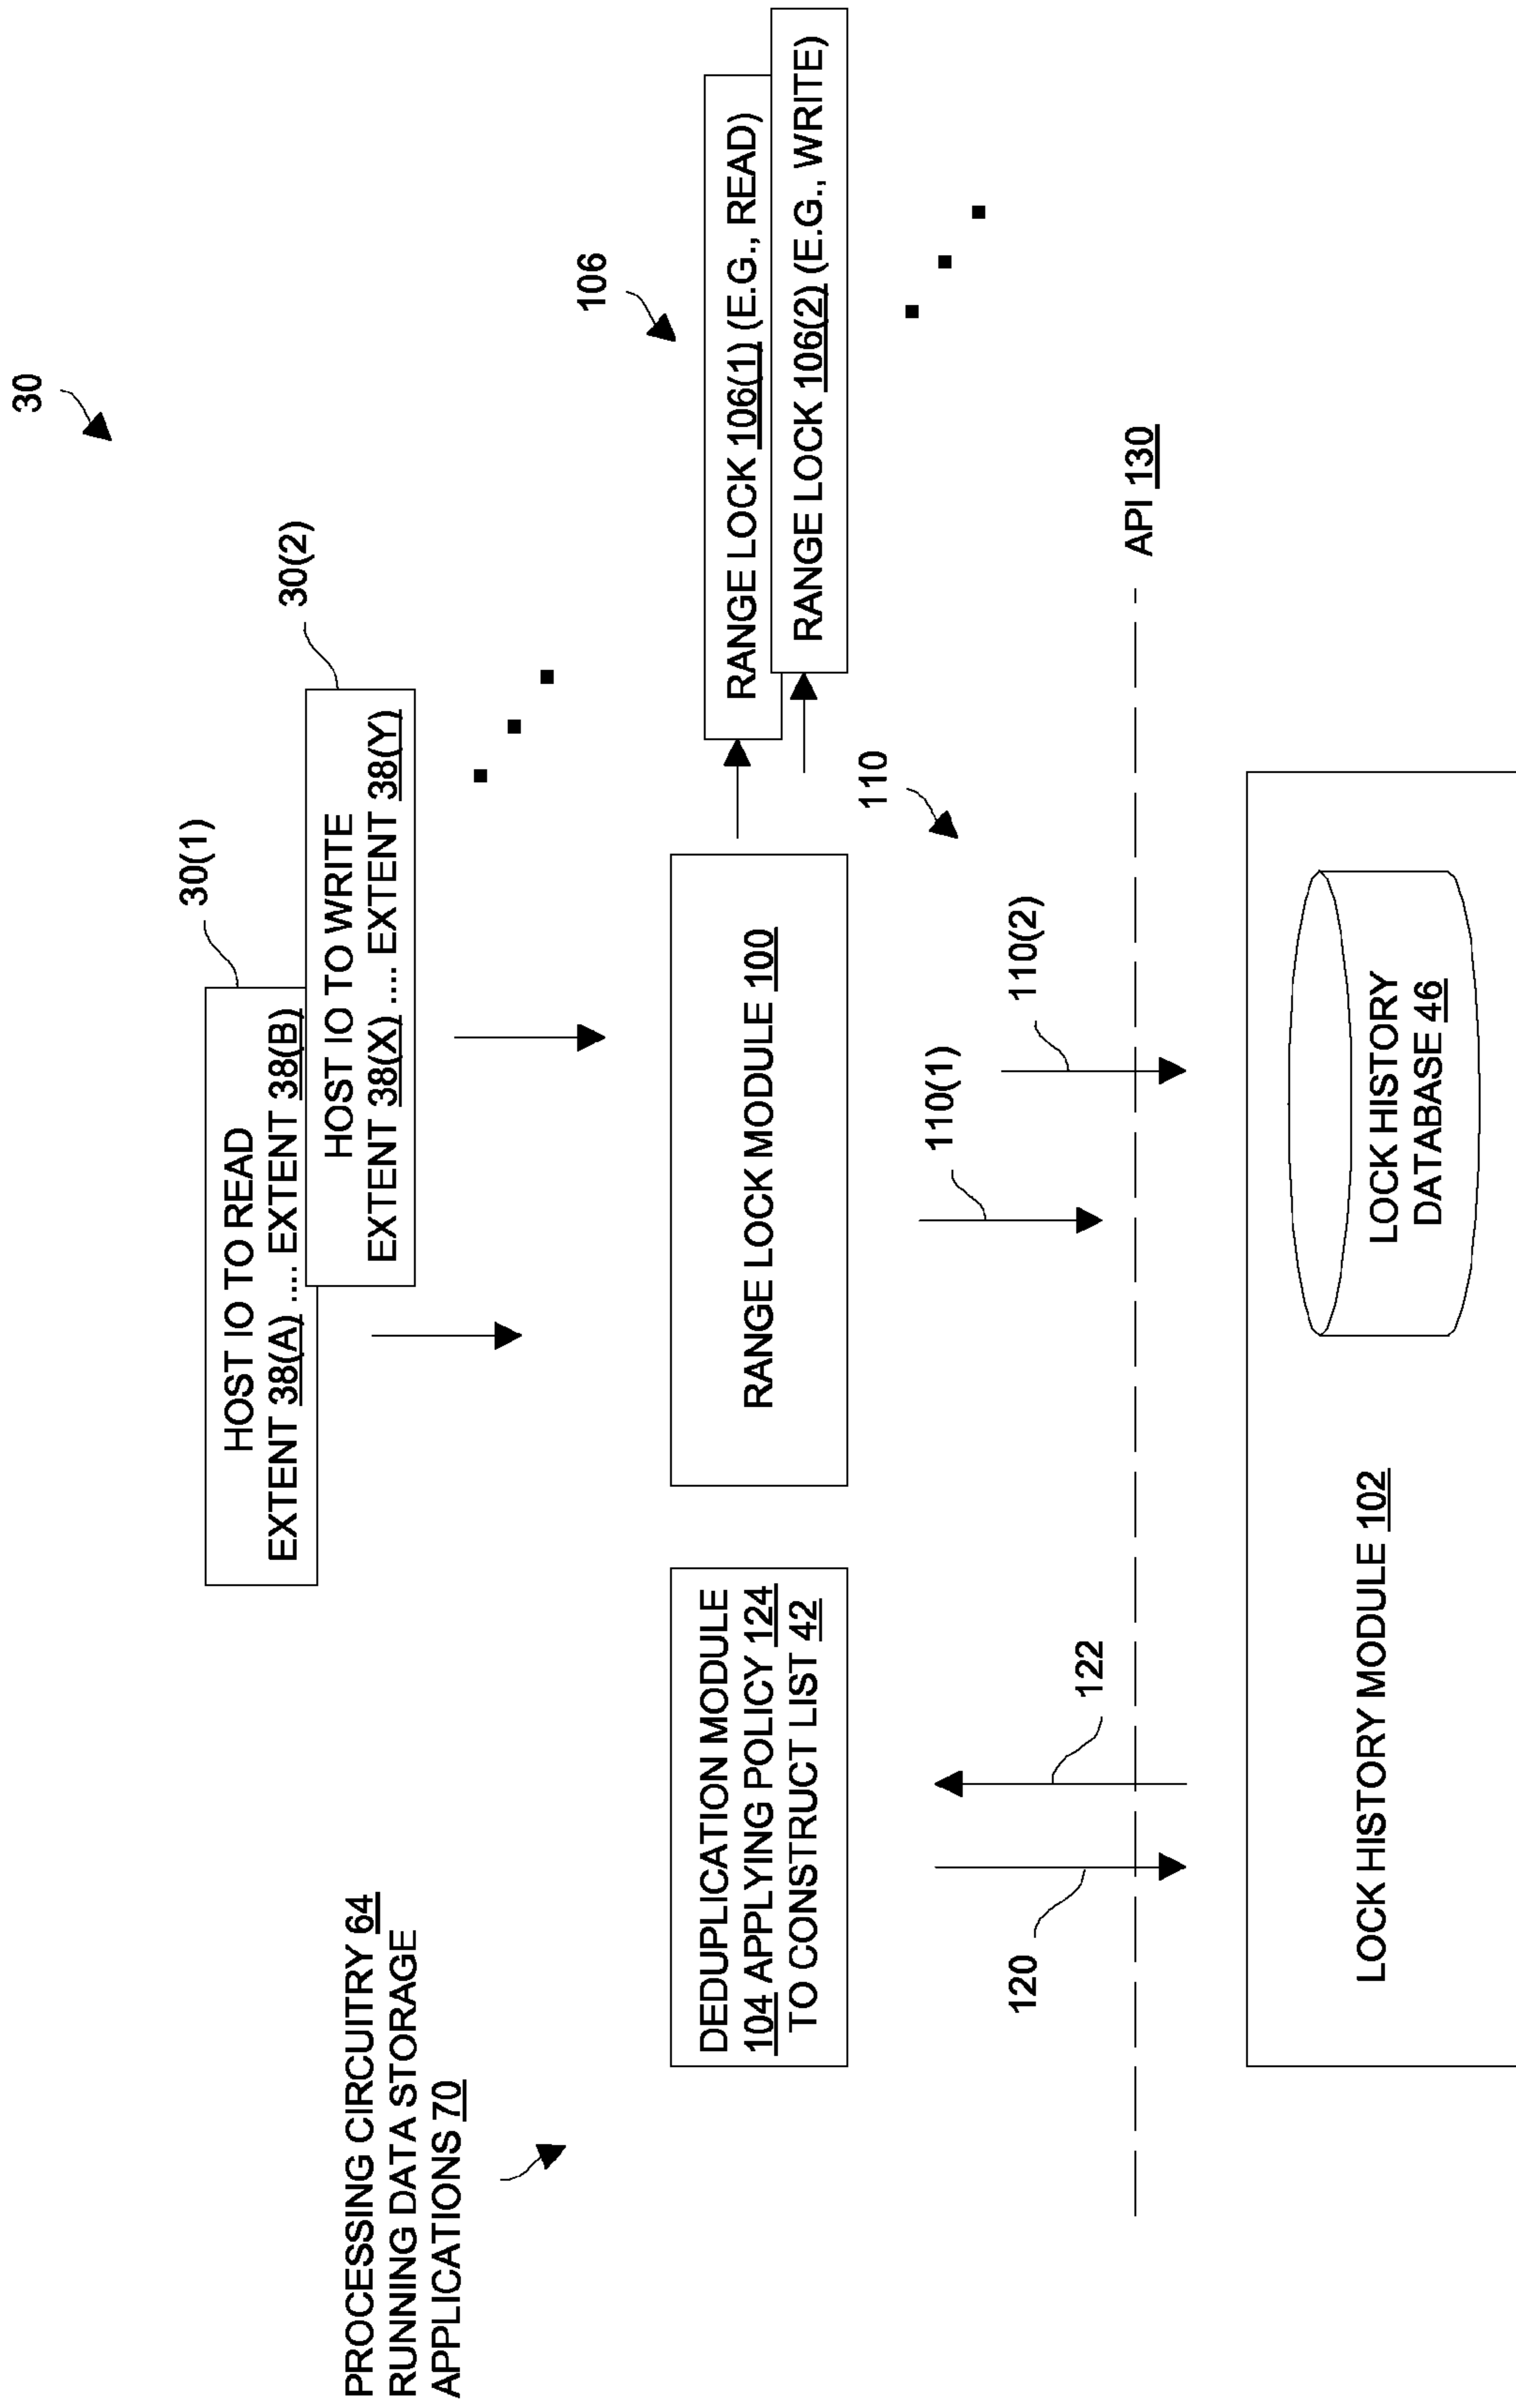 30
30(1)
HOST IO TO READ
EXTENT 38(A) .... EXTENT 38(B)
30(2)
HOST IO TO WRITE
EXTENT 38(X) .... EXTENT 38(Y)
PROCESSING CIRCUITRY 64
RUNNING DATA STORAGE
APPLICATIONS 70
106
RANGE LOCK 106(1) (E.G., READ)
RANGE LOCK 106(2) (E.G., WRITE)
DEDUPLICATION MODULE
104 APPLYING POLICY 124
TO CONSTRUCT LIST 42
RANGE LOCK MODULE 100
110
110(1)
110(2)
120
122
API 130
LOCK HISTORY MODULE 102
LOCK HISTORY
DATABASE 46